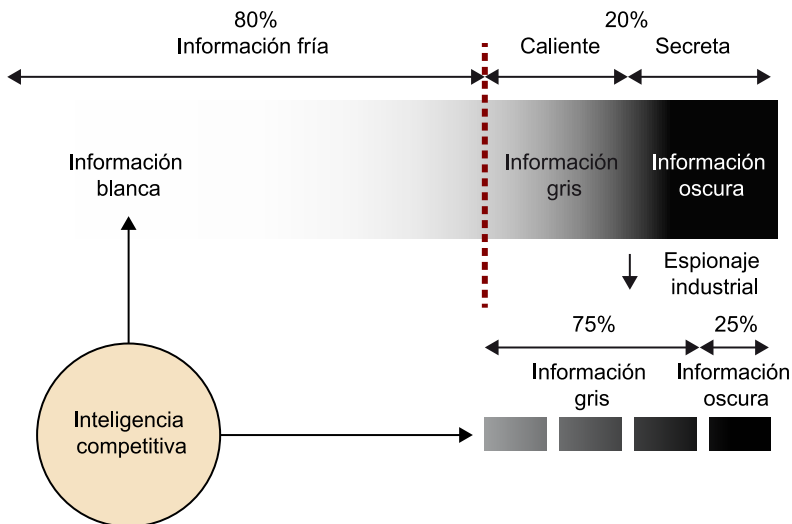 80%
Información fría
20%
Caliente
Secreta
Información
blanca
Información
gris
Información
oscura
Espionaje
industrial
75%
25%
Información
gris
Información
oscura
Inteligencia
competitiva